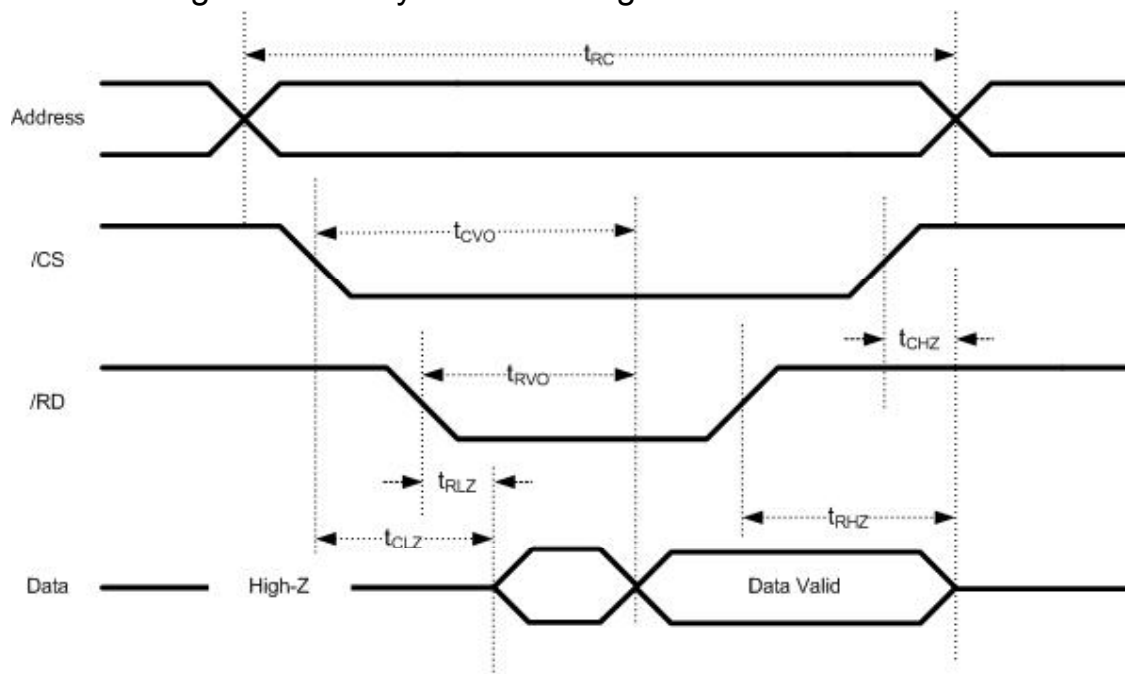 tRC
Address
tCVO
/CS
tCHZ
tRVO
/RD
tRLZ
tRHZ
tCLZ
Data
High-Z
Data Valid